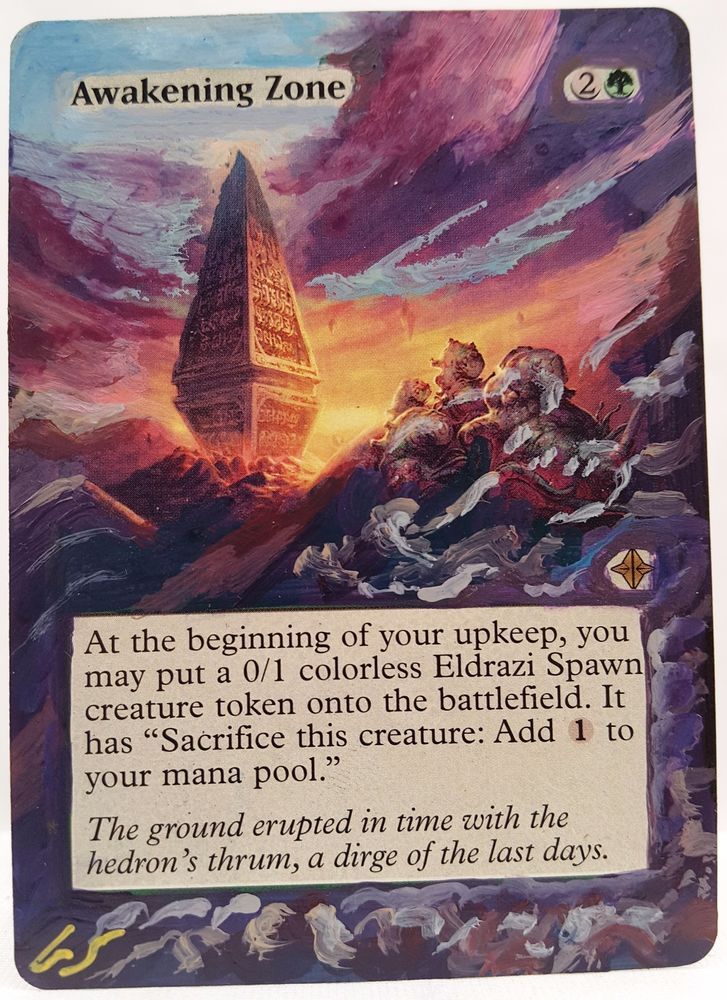 Awakening Zone
2
At the beginning of your upkeep, you
may put a 0/1 colorless Eldrazi Spawn
creature token onto the battlefield. It
has “Sacrifice this creature: Add 1 to
your mana pool.”
The ground erupted in time with the
hedron’s thrum, a dirge of the last days.